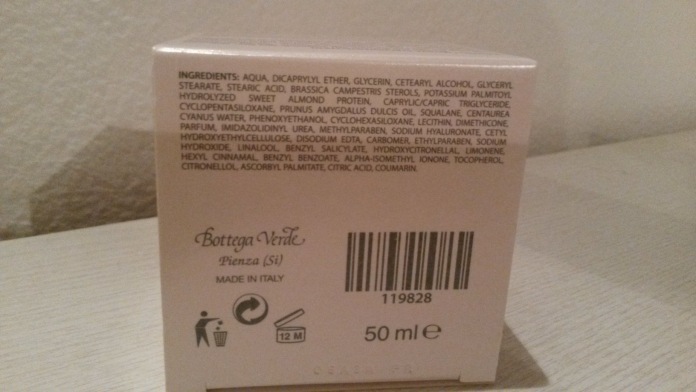 INGREDIENTS: AQUA, DICAPRYLYL ETHER, GLYCERIN, CETEARYL ALCOHOL, GLYCERYL
STEARATE, STEARIC ACID, BRASSICA CAMPESTRIS STEROLS, POTASSIUM PALMITOYL
HYDROLYZED SWEET ALMOND PROTEIN, CAPRYLIC/CAPRIC TRIGLYCERIDE,
CYCLOPENTASILOXANE, PRUNUS AMYGDALUS DULCIS OIL, SQUALANE, CENTAUREA
CYANUS WATER, PHENOXYETHANOL, CYCLOHEXASILOXANE, LECITHIN, DIMETHICONE,
PARFUM, IMIDAZOLIDINYL UREA, METHYLPARABEN, SODIUM HYALURONATE, CETYL
HYDROXYETHYLCELLULOSE, DISODIUM EDTA, CARBOMER, ETHYLPARABEN, SODIUM
HYDROXIDE, LINALOOL, BENZYL SALICYLATE, HYDROXYCITRONELLAL, LIMONENE,
HEXYL CINNAMAL, BENZYL BENZOATE, ALPHA-ISOMETHYL IONONE, TOCOPHEROL,
CITRONELLOL, ASCORBYL PALMITATE, CITRIC ACID, COUMARIN.
Bottega Verde
Pienza (Si)
MADE IN ITALY
119828
12 M
50 ml e